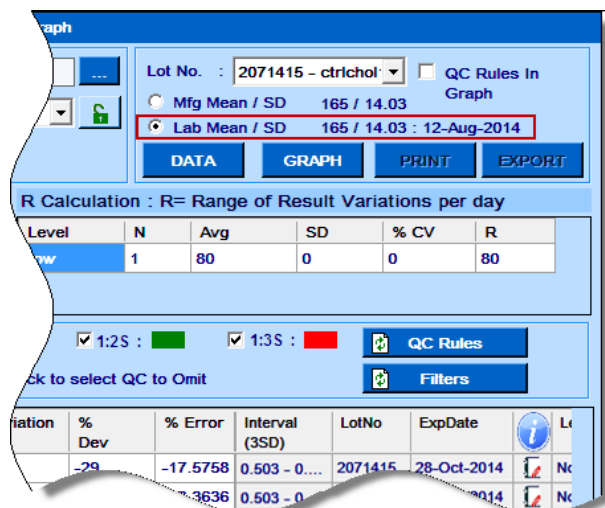 raph
... Lot No. : 2071415 - ctrlchol QC Rules In Graph
Mfg Mean / SD 165 / 14.03
Lab Mean / SD 165 / 14.03 : 12-Aug-2014
DATA GRAPH PRINT EXPORT
R Calculation : R= Range of Result Variations per day
Level N Avg SD % CV R
ow 1 80 0 0 80
1:2S : 1:3S : QC Rules
ck to select QC to Omit Filters
iation % Dev % Error Interval (3SD) LotNo ExpDate i Le
-29 -17.5758 0.503 - 0.... 2071415 28-Oct-2014 No
3636 0.503 - 0 2014 No